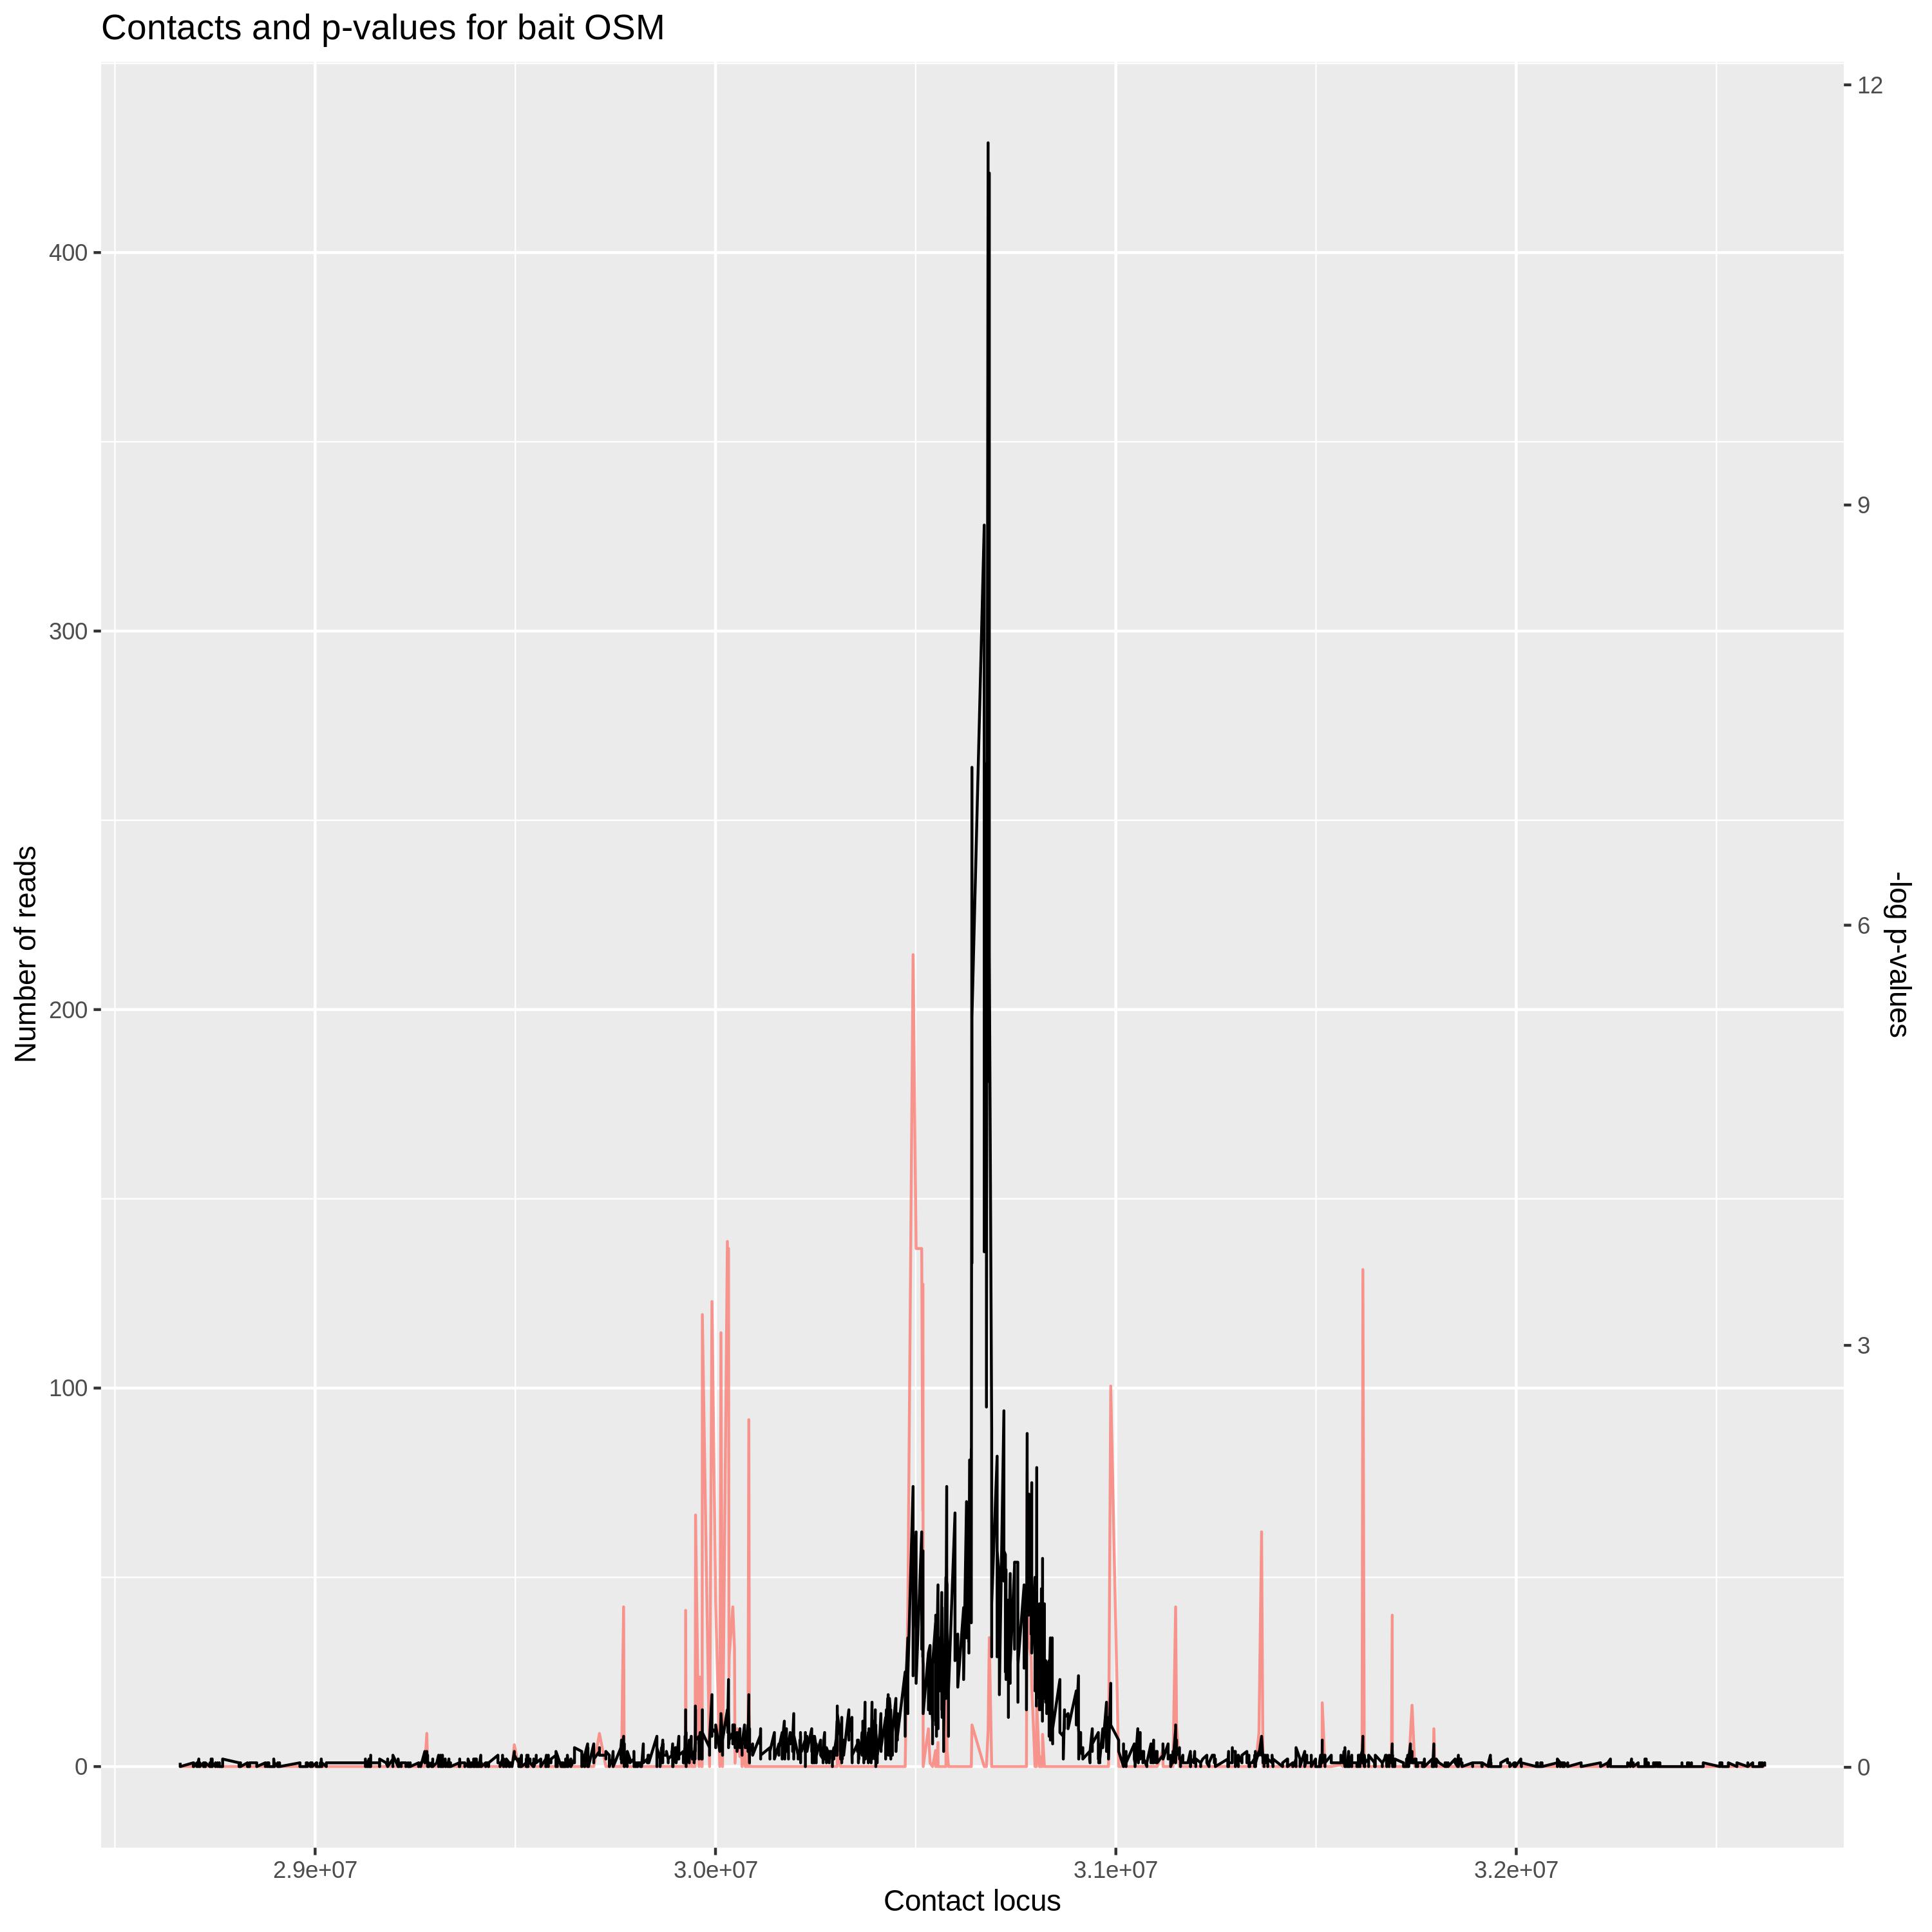 Contacts and p-values for bait OSM
Number of reads
400
300
200
100
0
12
9
6
3
0
-log p-values
2.9e+07
3.0e+07
3.1e+07
3.2e+07
Contact locus